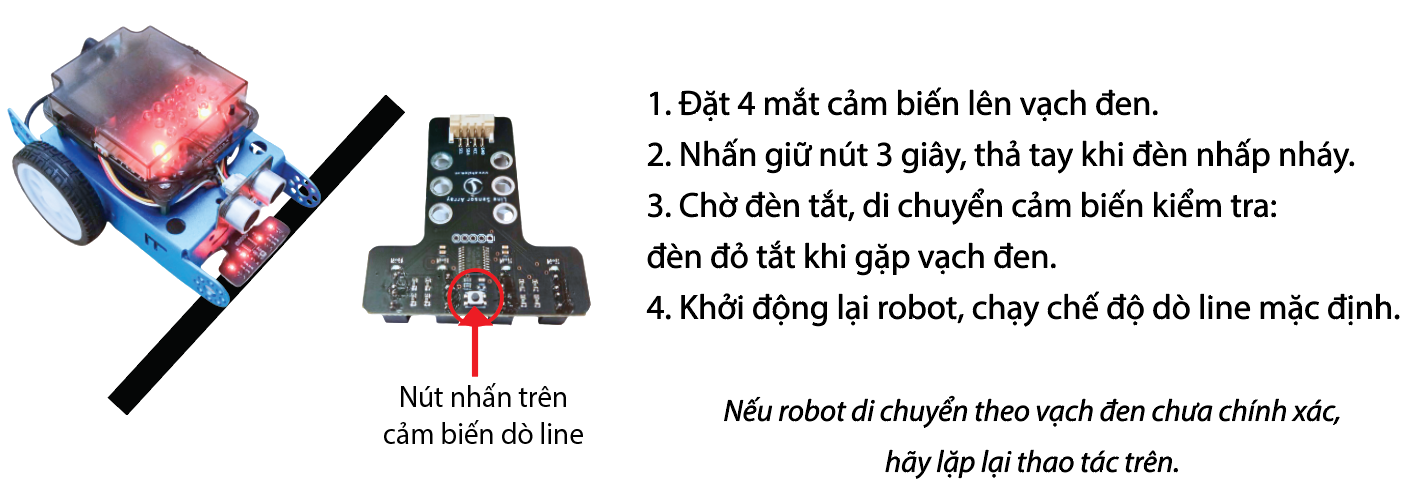 1. Đặt 4 mắt cảm biến lên vạch đen.
2. Nhấn giữ nút 3 giây, thả tay khi đèn nhấp nháy.
3. Chờ đèn tắt, di chuyển cảm biến kiểm tra:
đèn đỏ tắt khi gặp vạch đen.
4. Khởi động lại robot, chạy chế độ dò line mặc định.
Line Sensor Array
Nút nhấn trên
cảm biến dò line
Nếu robot di chuyển theo vạch đen chưa chính xác,
hãy lặp lại thao tác trên.